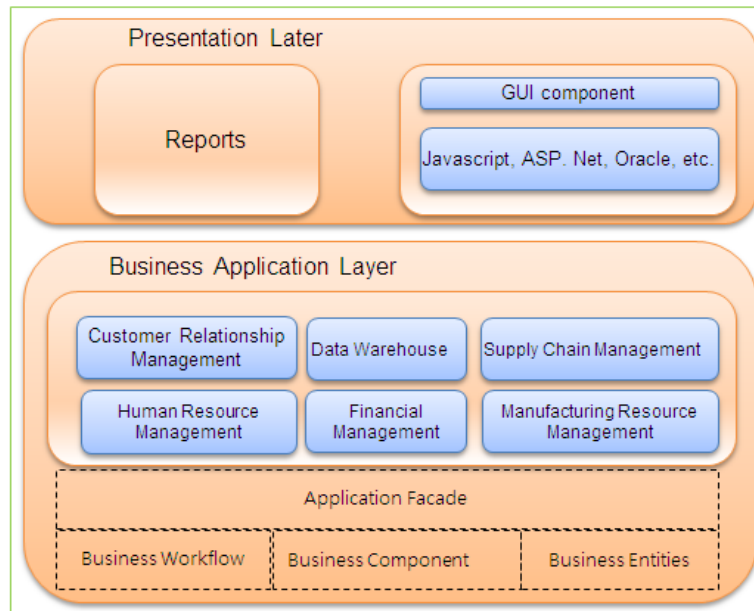 Presentation Later
Reports
GUI component
Javascript, ASP. Net, Oracle, etc.
Business Application Layer
Customer Relationship
Management
Data Warehouse
Supply Chain Management
Human Resource
Management
Financial
Management
Manufacturing Resource
Management
Application Facade
Business Workflow
Business Component
Business Entities